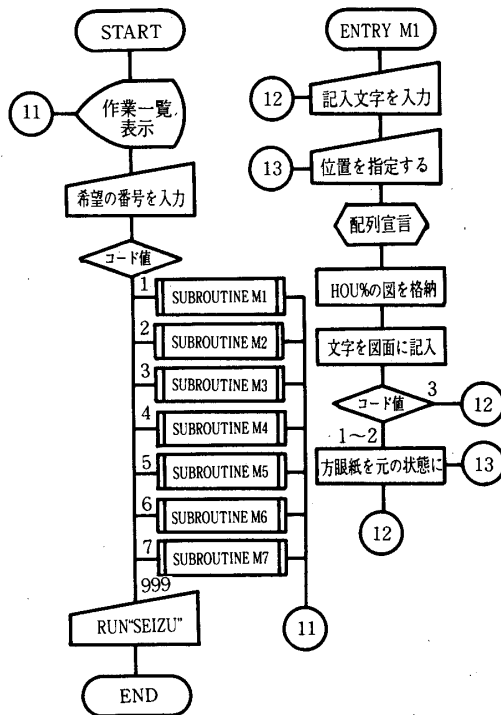 START
11
作業一覧
表示
希望の番号を入力
コード値
1
SUBROUTINE M1
2
SUBROUTINE M2
3
SUBROUTINE M3
4
SUBROUTINE M4
5
SUBROUTINE M5
6
SUBROUTINE M6
7
SUBROUTINE M7
999
RUN"SEIZU"
11
END
ENTRY M1
12
記入文字を入力
13
位置を指定する
配列宣言
HOU%の図を格納
文字を図面に記入
コード値
3
12
1〜2
方眼紙を元の状態に
13
12